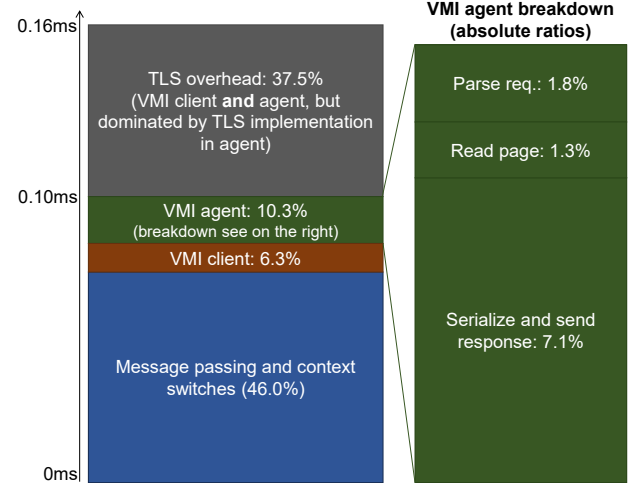 0.16ms
0.10ms
0ms
TLS overhead: 37.5%
(VMI client and agent, but
dominated by TLS implementation
in agent)
VMI agent: 10.3%
(breakdown see on the right)
VMI client: 6.3%
Message passing and context
switches (46.0%)
VMI agent breakdown
(absolute ratios)
Parse req.: 1.8%
Read page: 1.3%
Serialize and send
response: 7.1%